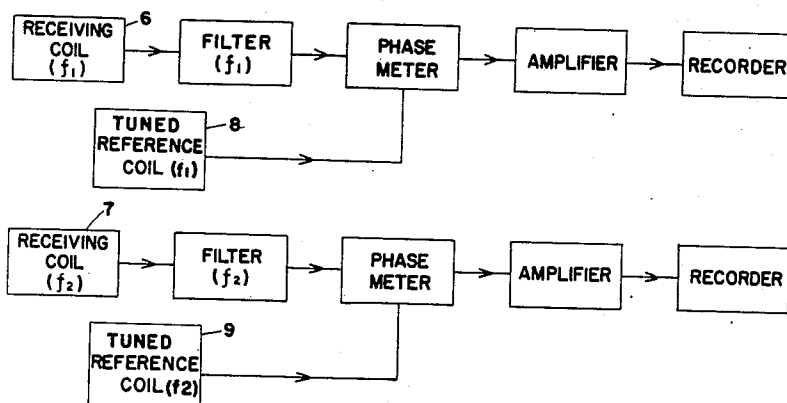 6
RECEIVING
COIL
(f₁)
FILTER
(f₁)
PHASE
METER
AMPLIFIER
RECORDER
8
TUNED
REFERENCE
COIL (f1)
7
RECEIVING
COIL
(f₂)
FILTER
(f₂)
PHASE
METER
AMPLIFIER
RECORDER
9
TUNED
REFERENCE
COIL (f2)